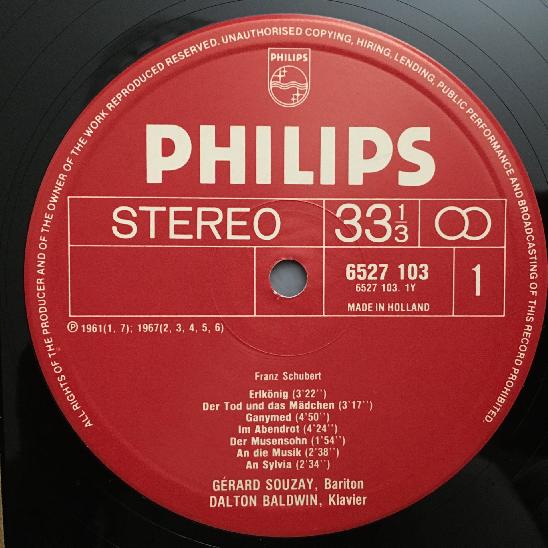 ALL RIGHTS OF THE PRODUCER AND OF THE OWNER OF THE WORK REPRODUCED RESERVED. UNAUTHORISED COPYING, HIRING, LENDING, PUBLIC PERFORMANCE AND BROADCASTING OF THIS RECORD PROHIBITED.
PHILIPS
PHILIPS
STEREO 33 1/3
6527 103
6527 103. 1Y
MADE IN HOLLAND
1
℗ 1961(1, 7); 1967(2, 3, 4, 5, 6)
Franz Schubert
Erlkönig (3'22'')
Der Tod und das Mädchen (3'17'')
Ganymed (4'50'')
Im Abendrot (4'24'')
Der Musensohn (1'54'')
An die Musik (2'38'')
An Sylvia (2'34'')
GÉRARD SOUZAY, Bariton
DALTON BALDWIN, Klavier